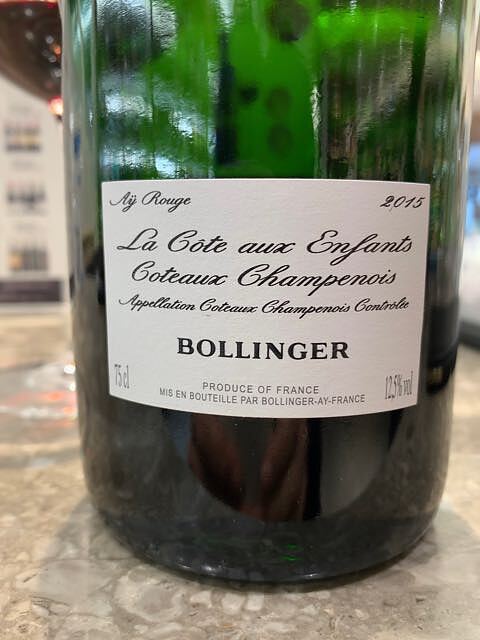 Aÿ Rouge 2015
La Côte aux Enfants
Coteaux Champenois
Appellation Coteaux Champenois Contrôlée
BOLLINGER
75 cl
PRODUCE OF FRANCE
12,5% vol
MIS EN BOUTEILLE PAR BOLLINGER-AY-FRANCE